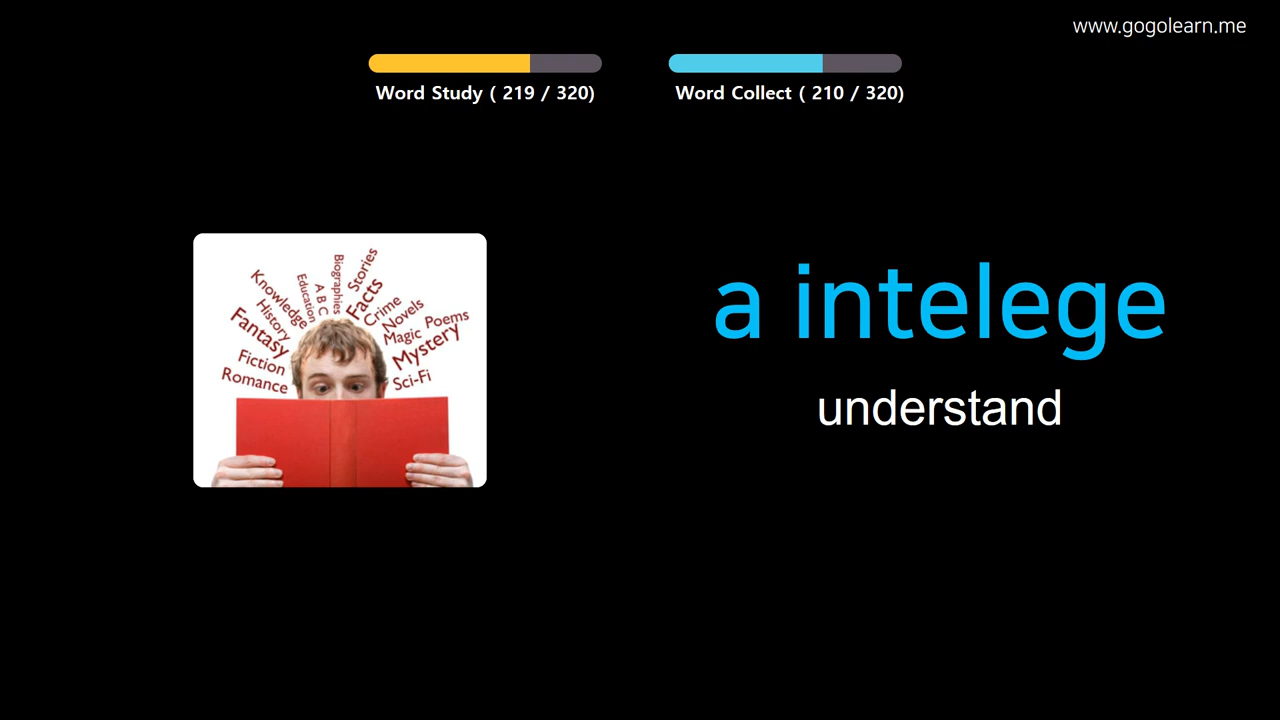 www.gogolearn.me
Word Study ( 219 / 320)
Word Collect ( 210 / 320)
Stories
Biographies
Facts
A B C
Education
Knowledge
Crime
History
Novels
Fantasy
Magic
Poems
Mystery
Fiction
Romance
Sci-Fi
a intelege
understand